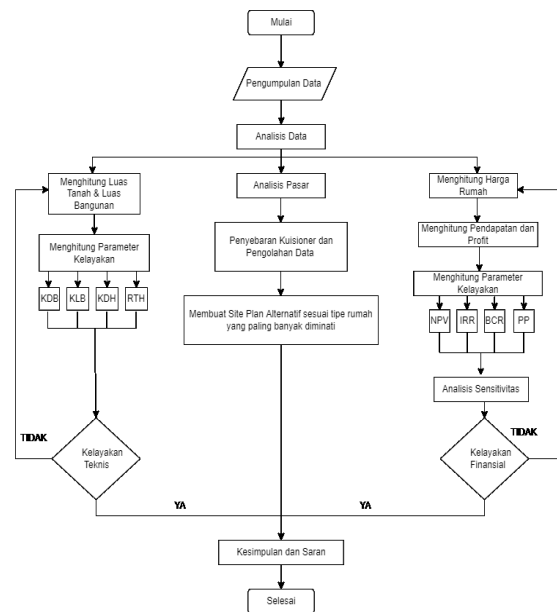 Mulai
Pengumpulan Data
Analisis Data
Menghitung Luas
Tanah & Luas
Bangunan
Menghitung Parameter
Kelayakan
KDB
KLB
KDH
RTH
Kelayakan
Teknis
TIDAK
YA
Analisis Pasar
Penyebaran Kuisioner dan
Pengolahan Data
Membuat Site Plan Alternatif sesuai tipe rumah
yang paling banyak diminati
Menghitung Harga
Rumah
Menghitung Pendapatan dan
Profit
Menghitung Parameter
Kelayakan
NPV
IRR
BCR
PP
Analisis Sensitivitas
Kelayakan
Finansial
TIDAK
YA
Kesimpulan dan Saran
Selesai